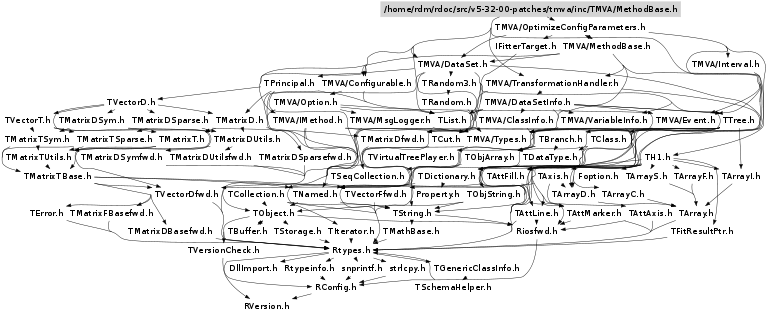 /home/rdm/rdoc/src/v5-32-00-patches/tmva/inc/TMVA/MethodBase.h
TMVA/OptimizeConfigParameters.h
IFitterTarget.h TMVA/MethodBase.h
TMVA/DataSet.h TMVA/Interval.h
TPrincipal.h TMVA/Configurable.h TRandom3.h TMVA/TransformationHandler.h
TVectorD.h TMVA/Option.h TRandom.h TMVA/DataSetInfo.h
TVectorT.h TMatrixDSym.h TMatrixDSparse.h TMatrixD.h TMVA/IMethod.h TMVA/MsgLogger.h TList.h TMVA/ClassInfo.h TMVA/VariableInfo.h TMVA/Event.h TTree.h
TMatrixTSym.h TMatrixTSparse.h TMatrixT.h TMatrixDUtils.h TMatrixDfwd.h TCut.h TMVA/Types.h TBranch.h TClass.h
TMatrixTUtils.h TMatrixDSymfwd.h TMatrixDUtilsfwd.h TMatrixDSparsefwd.h TVirtualTreePlayer.h TObjArray.h TDataType.h TH1.h
TMatrixTBase.h TSeqCollection.h TDictionary.h TAttFill.h TAxis.h Foption.h TArrayS.h TArrayF.h TArrayI.h
TVectorDfwd.h TCollection.h TNamed.h TVectorFfwd.h Property.h TObjString.h TArrayD.h TArrayC.h
TError.h TMatrixFBasefwd.h TObject.h TString.h TAttLine.h TAttMarker.h TAttAxis.h TArray.h
TMatrixDBasefwd.h TBuffer.h TStorage.h TIterator.h TMathBase.h Riosfwd.h TFitResultPtr.h
TVersionCheck.h Rtypes.h
DllImport.h Rtypeinfo.h snprintf.h strlcpy.h TGenericClassInfo.h
RConfig.h TSchemaHelper.h
RVersion.h